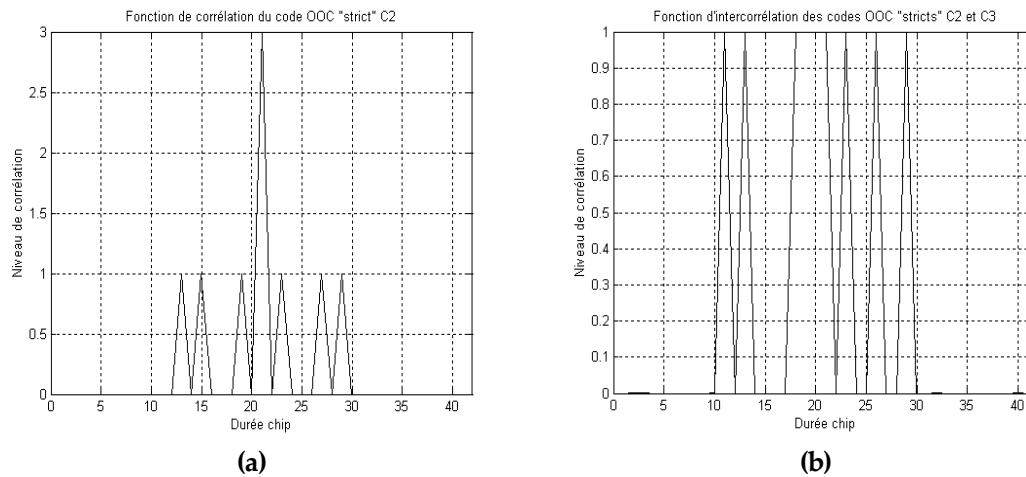 Fonction de corrélation du code OOC "strict" C2
3
2.5
2
1.5
1
0.5
0
Niveau de corrélation
0 5 10 15 20 25 30 35 40
Durée chip
(a)
Fonction d'intercorrélation des codes OOC "stricts" C2 et C3
1
0.9
0.8
0.7
0.6
0.5
0.4
0.3
0.2
0.1
0
Niveau de corrélation
0 5 10 15 20 25 30 35 40
Durée chip
(b)